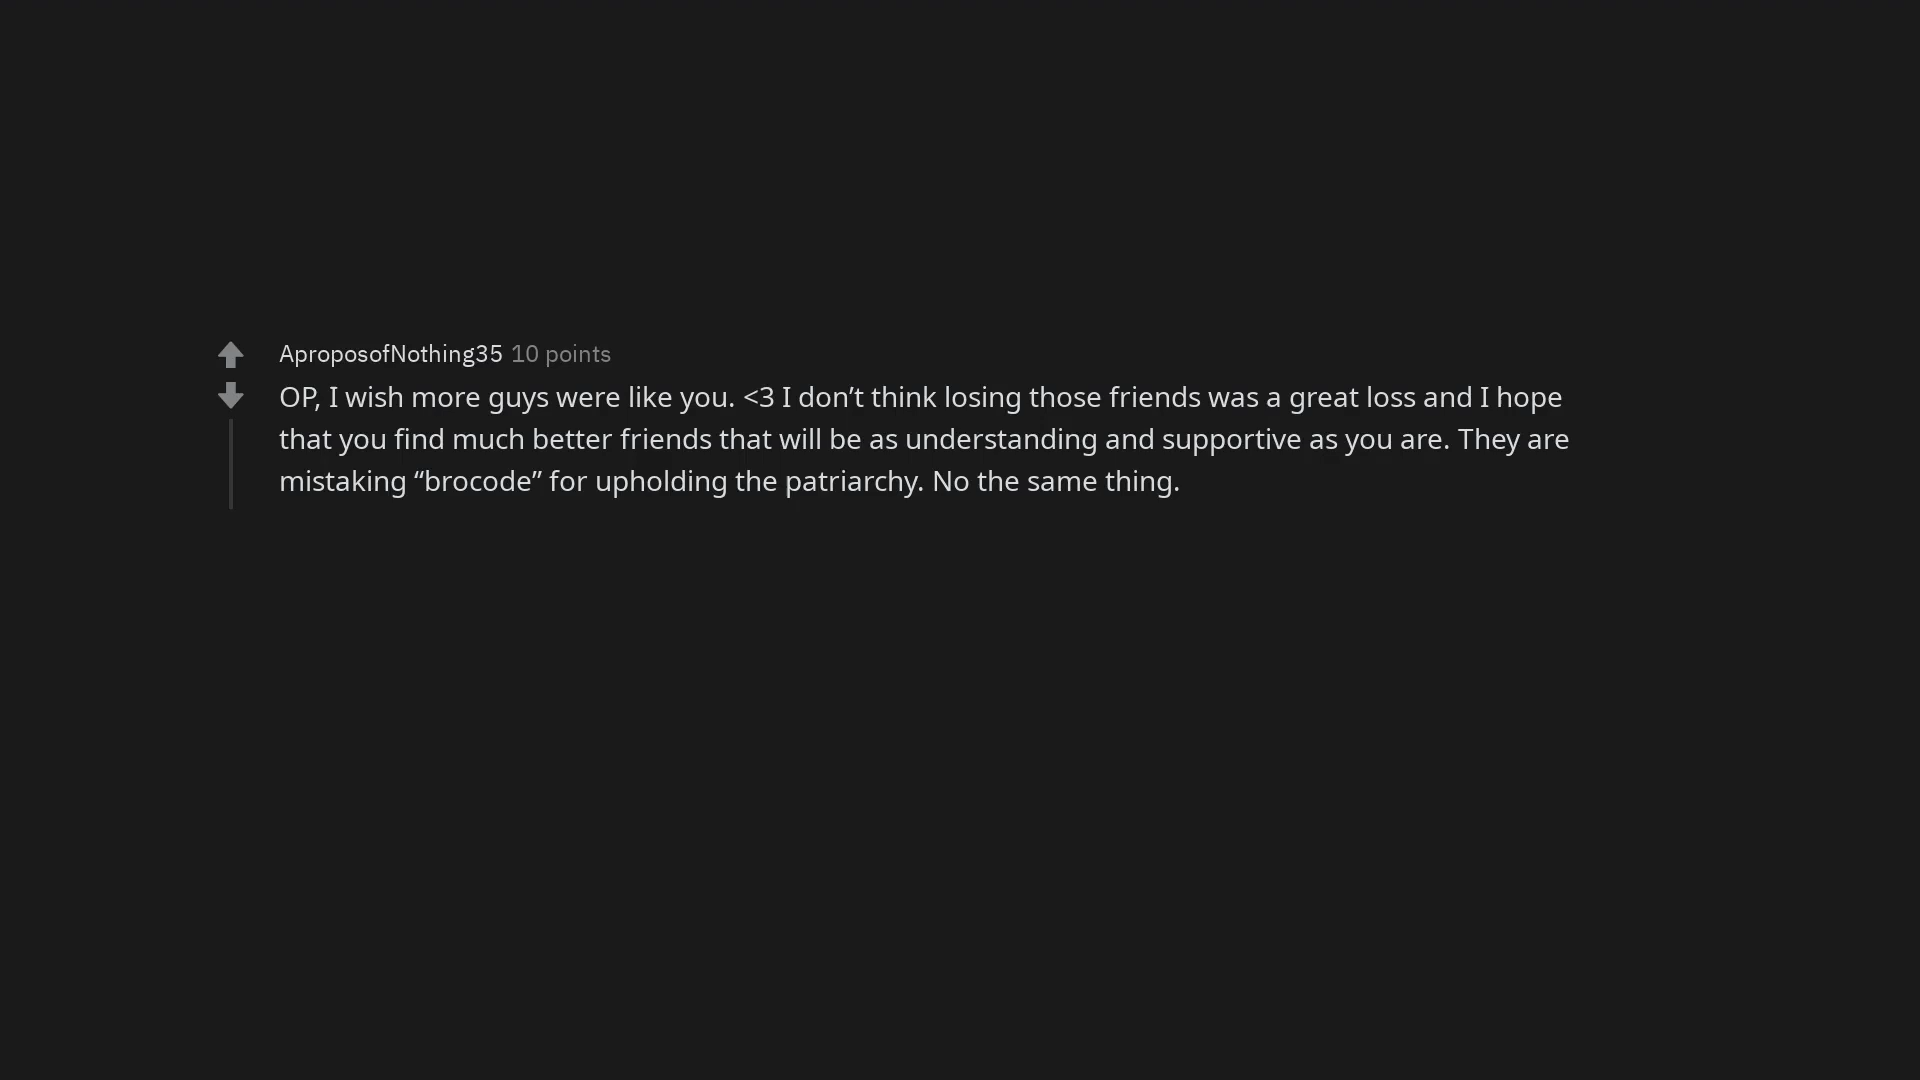 AproposofNothing35 10 points
OP, I wish more guys were like you. <3 I don’t think losing those friends was a great loss and I hope
that you find much better friends that will be as understanding and supportive as you are. They are
mistaking “brocode” for upholding the patriarchy. No the same thing.